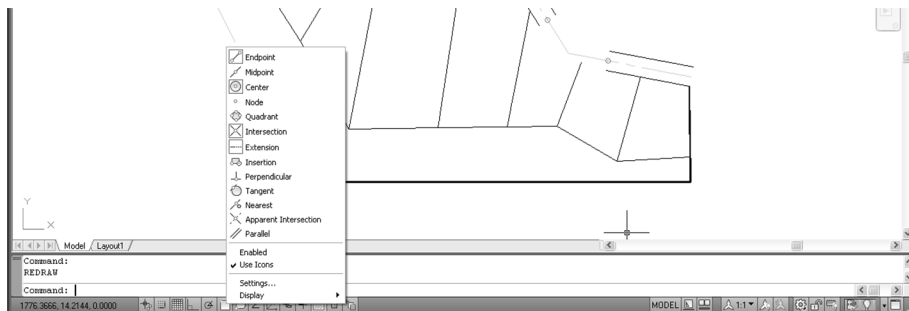 Endpoint
Midpoint
Center
Node
Quadrant
Intersection
Extension
Insertion
Perpendicular
Tangent
Nearest
Apparent Intersection
Parallel
Enabled
Use Icons
Settings...
Display
Y
X
Model Layout1
Command:
REDRAW
Command:
1776.3666, 14.2144, 0.0000 MODEL 1:1